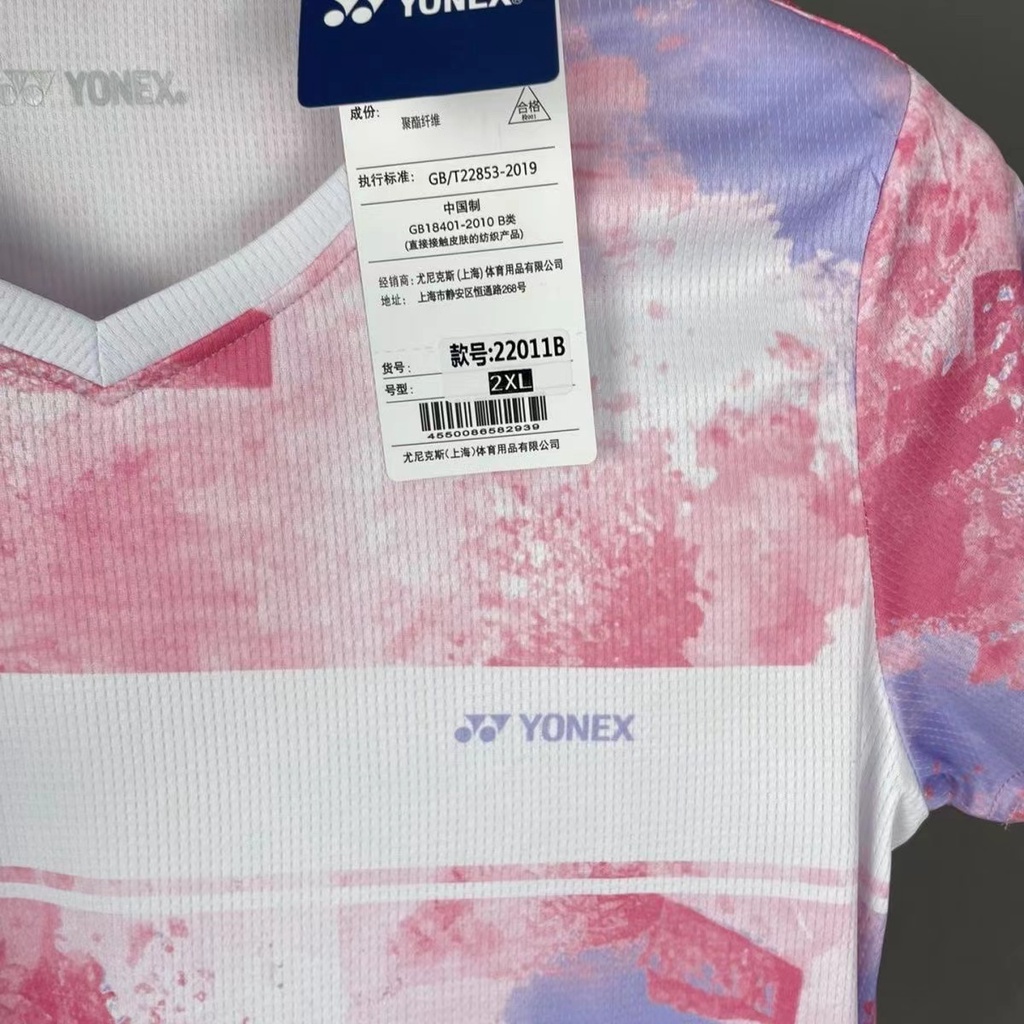 YONEX®
YONEX®
成份： 聚酯纤维
合格
检001
执行标准： GB/T22853-2019
中国制
GB18401-2010 B类
(直接接触皮肤的纺织产品)
经销商：尤尼克斯(上海)体育用品有限公司
地址： 上海市静安区恒通路268号
货号： 款号:22011B
号型： 2XL
4550086582939
尤尼克斯(上海)体育用品有限公司
YONEX